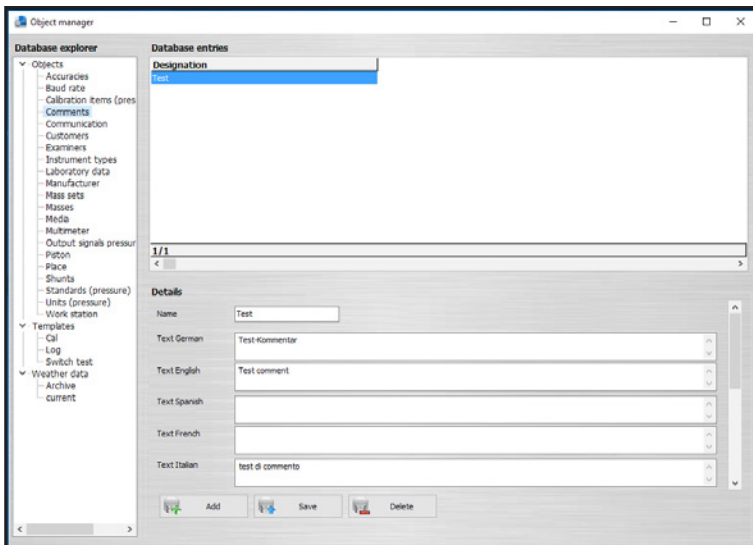 Object manager
Database explorer
Objects
Accuracies
Baud rate
Calibration items (pres
Comments
Communication
Customers
Examiners
Instrument types
Laboratory data
Manufacturer
Mass sets
Masses
Media
Multimeter
Output signals pressur
Piston
Place
Shunts
Standards (pressure)
Units (pressure)
Work station
Templates
Cal
Log
Switch test
Weather data
Archive
current
Database entries
Designation
Test
1/1
Details
Name Test
Text German Test-Kommentar
Text English Test comment
Text Spanish
Text French
Text Italian test di commento
Add Save Delete